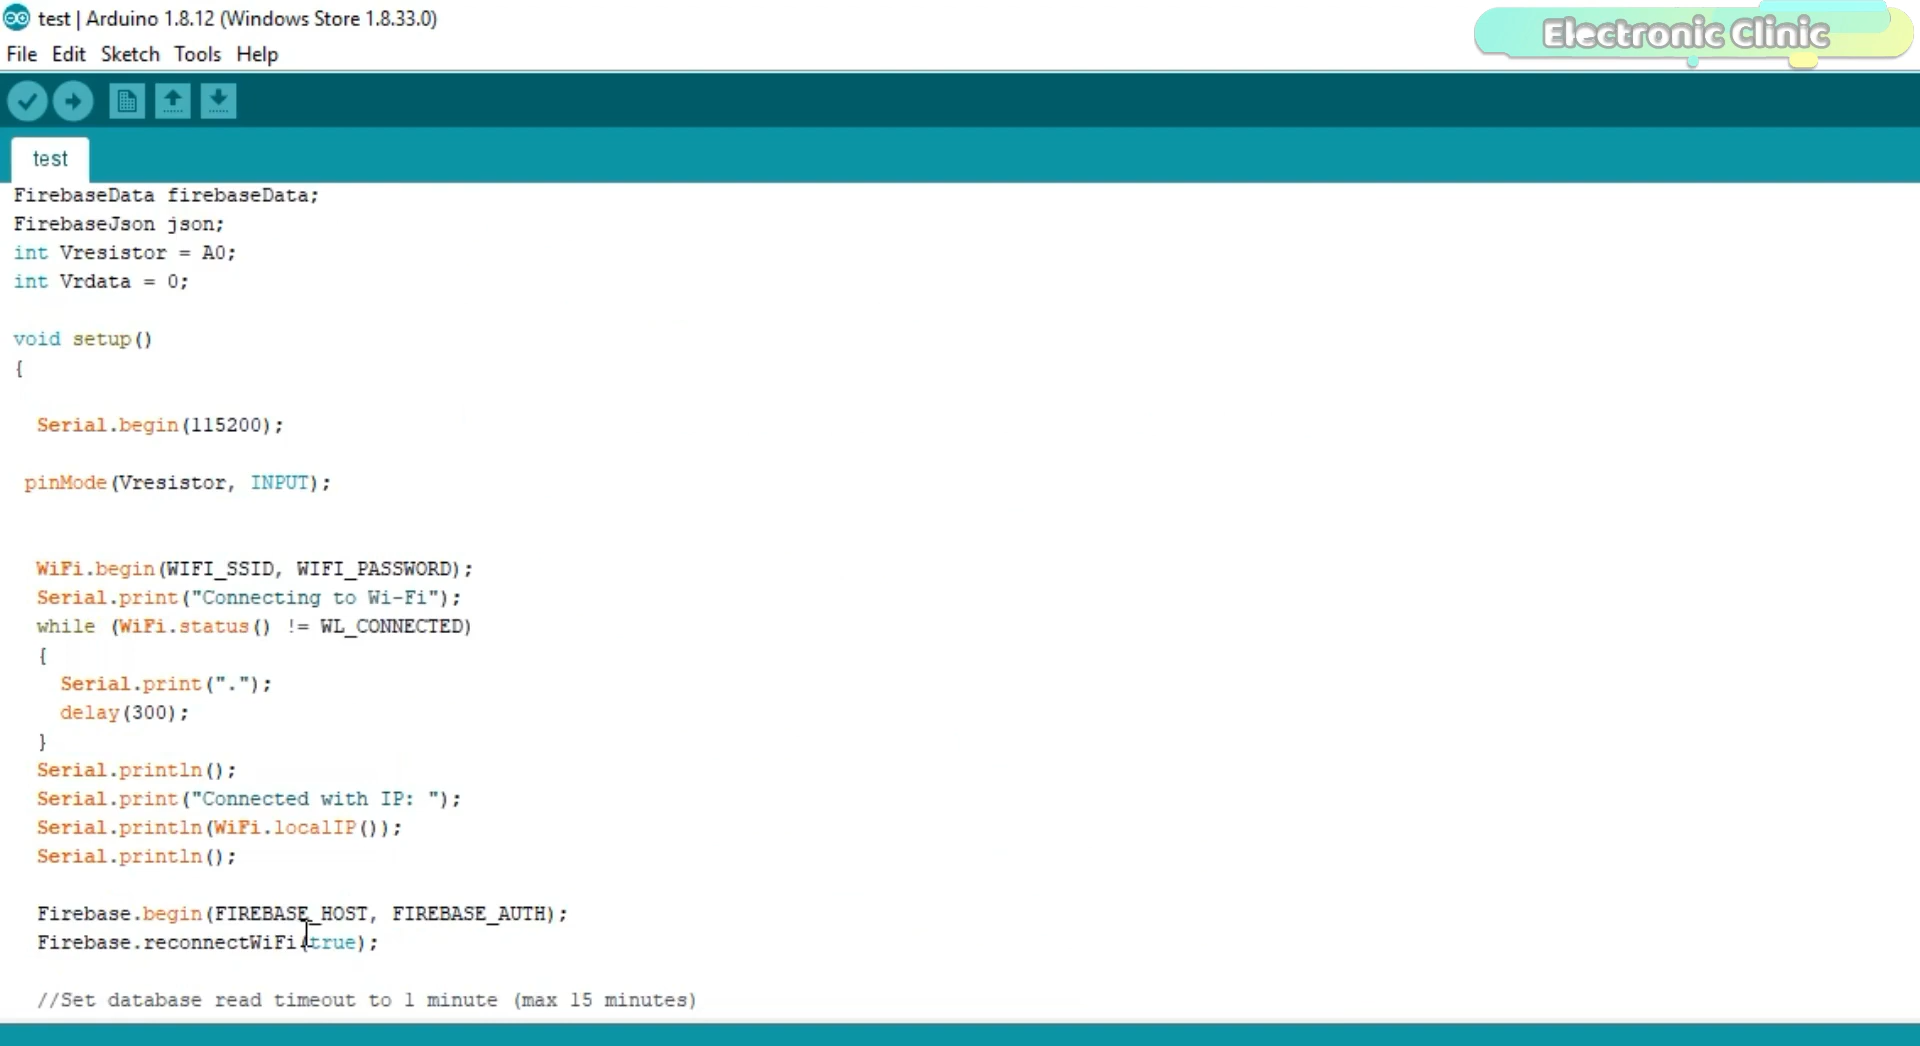 test | Arduino 1.8.12 (Windows Store 1.8.33.0)
Electronic Clinic
File Edit Sketch Tools Help
test
FirebaseData firebaseData;
FirebaseJson json;
int Vresistor = A0;
int Vrdata = 0;
void setup()
{
Serial.begin(115200);
pinMode(Vresistor, INPUT);
WiFi.begin(WIFI_SSID, WIFI_PASSWORD);
Serial.print("Connecting to Wi-Fi");
while (WiFi.status() != WL_CONNECTED)
{
Serial.print(".");
delay(300);
}
Serial.println();
Serial.print("Connected with IP: ");
Serial.println(WiFi.localIP());
Serial.println();
Firebase.begin(FIREBASE_HOST, FIREBASE_AUTH);
Firebase.reconnectWiFi(true);
//Set database read timeout to 1 minute (max 15 minutes)